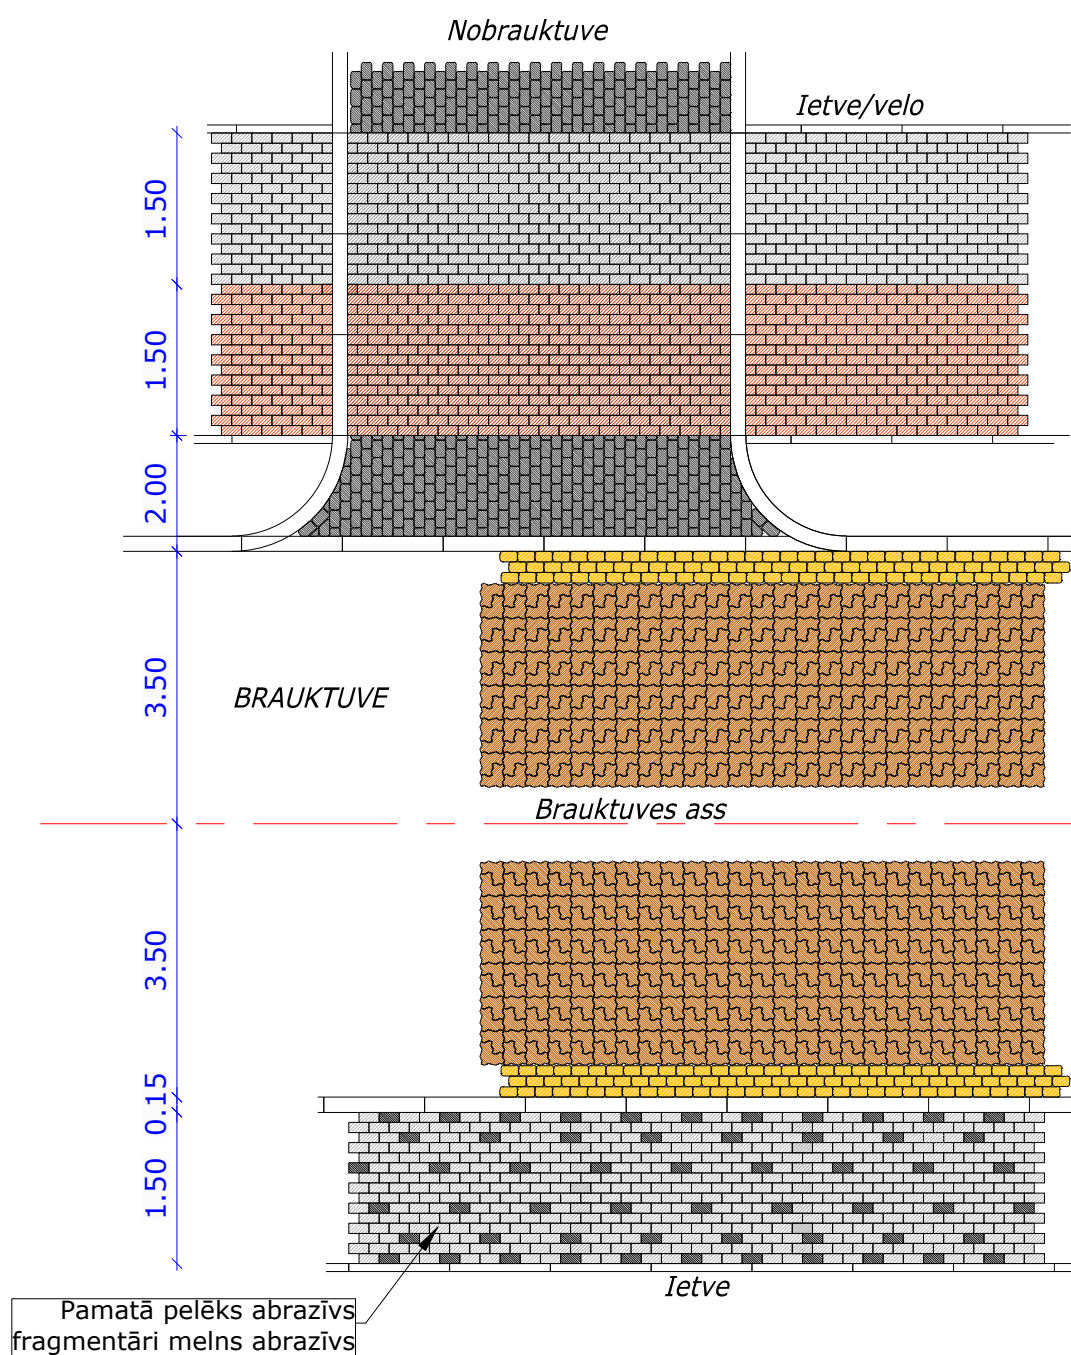 Nobrauktuve
Ietve/velo
1.50
1.50
2.00
3.50
BRAUKTUVE
Brauktuves ass
3.50
0.15
1.50
Ietve
Pamatā pelēks abrazīvs
fragmentāri melns abrazīvs